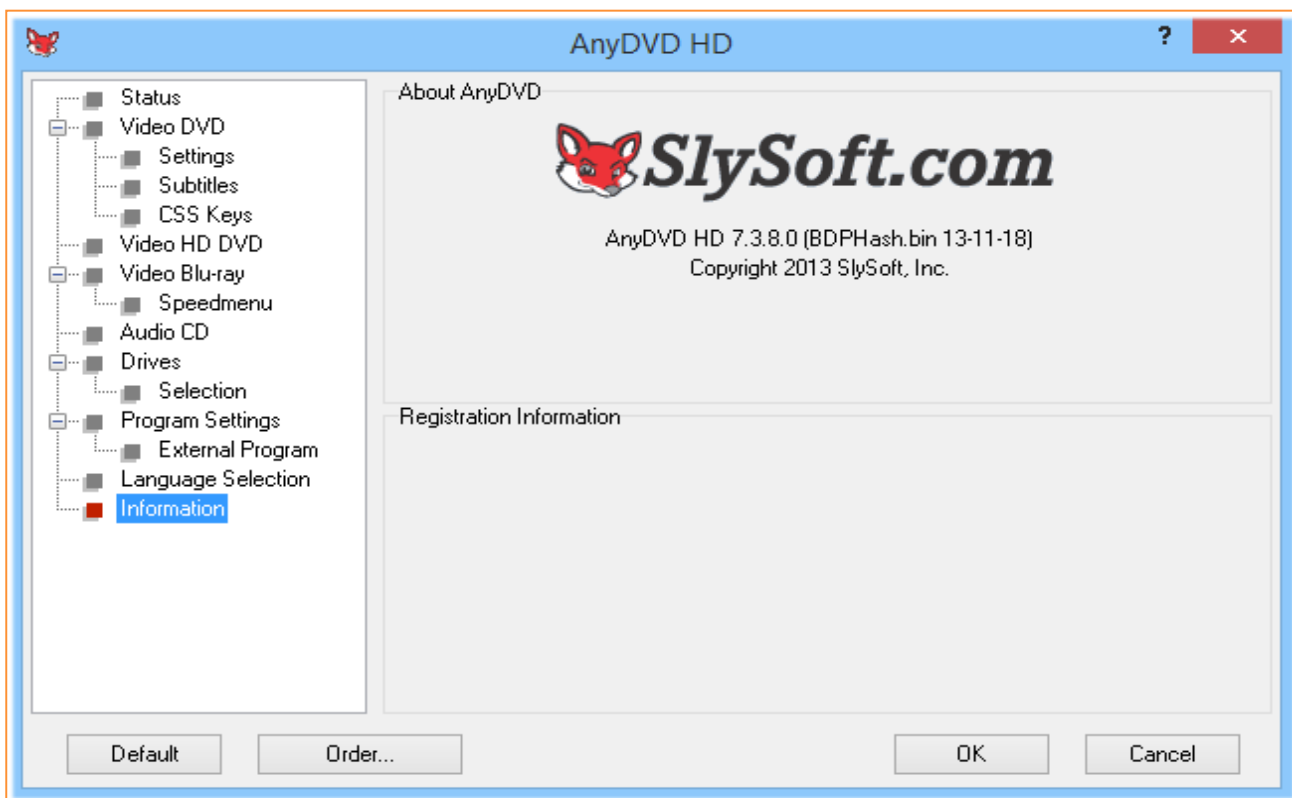 AnyDVD HD
?
Status
Video DVD
Settings
Subtitles
CSS Keys
Video HD DVD
Video Blu-ray
Speedmenu
Audio CD
Drives
Selection
Program Settings
External Program
Language Selection
Information
About AnyDVD
SlySoft.com
AnyDVD HD 7.3.8.0 (BDPHash.bin 13-11-18)
Copyright 2013 SlySoft, Inc.
Registration Information
Default
Order...
OK
Cancel